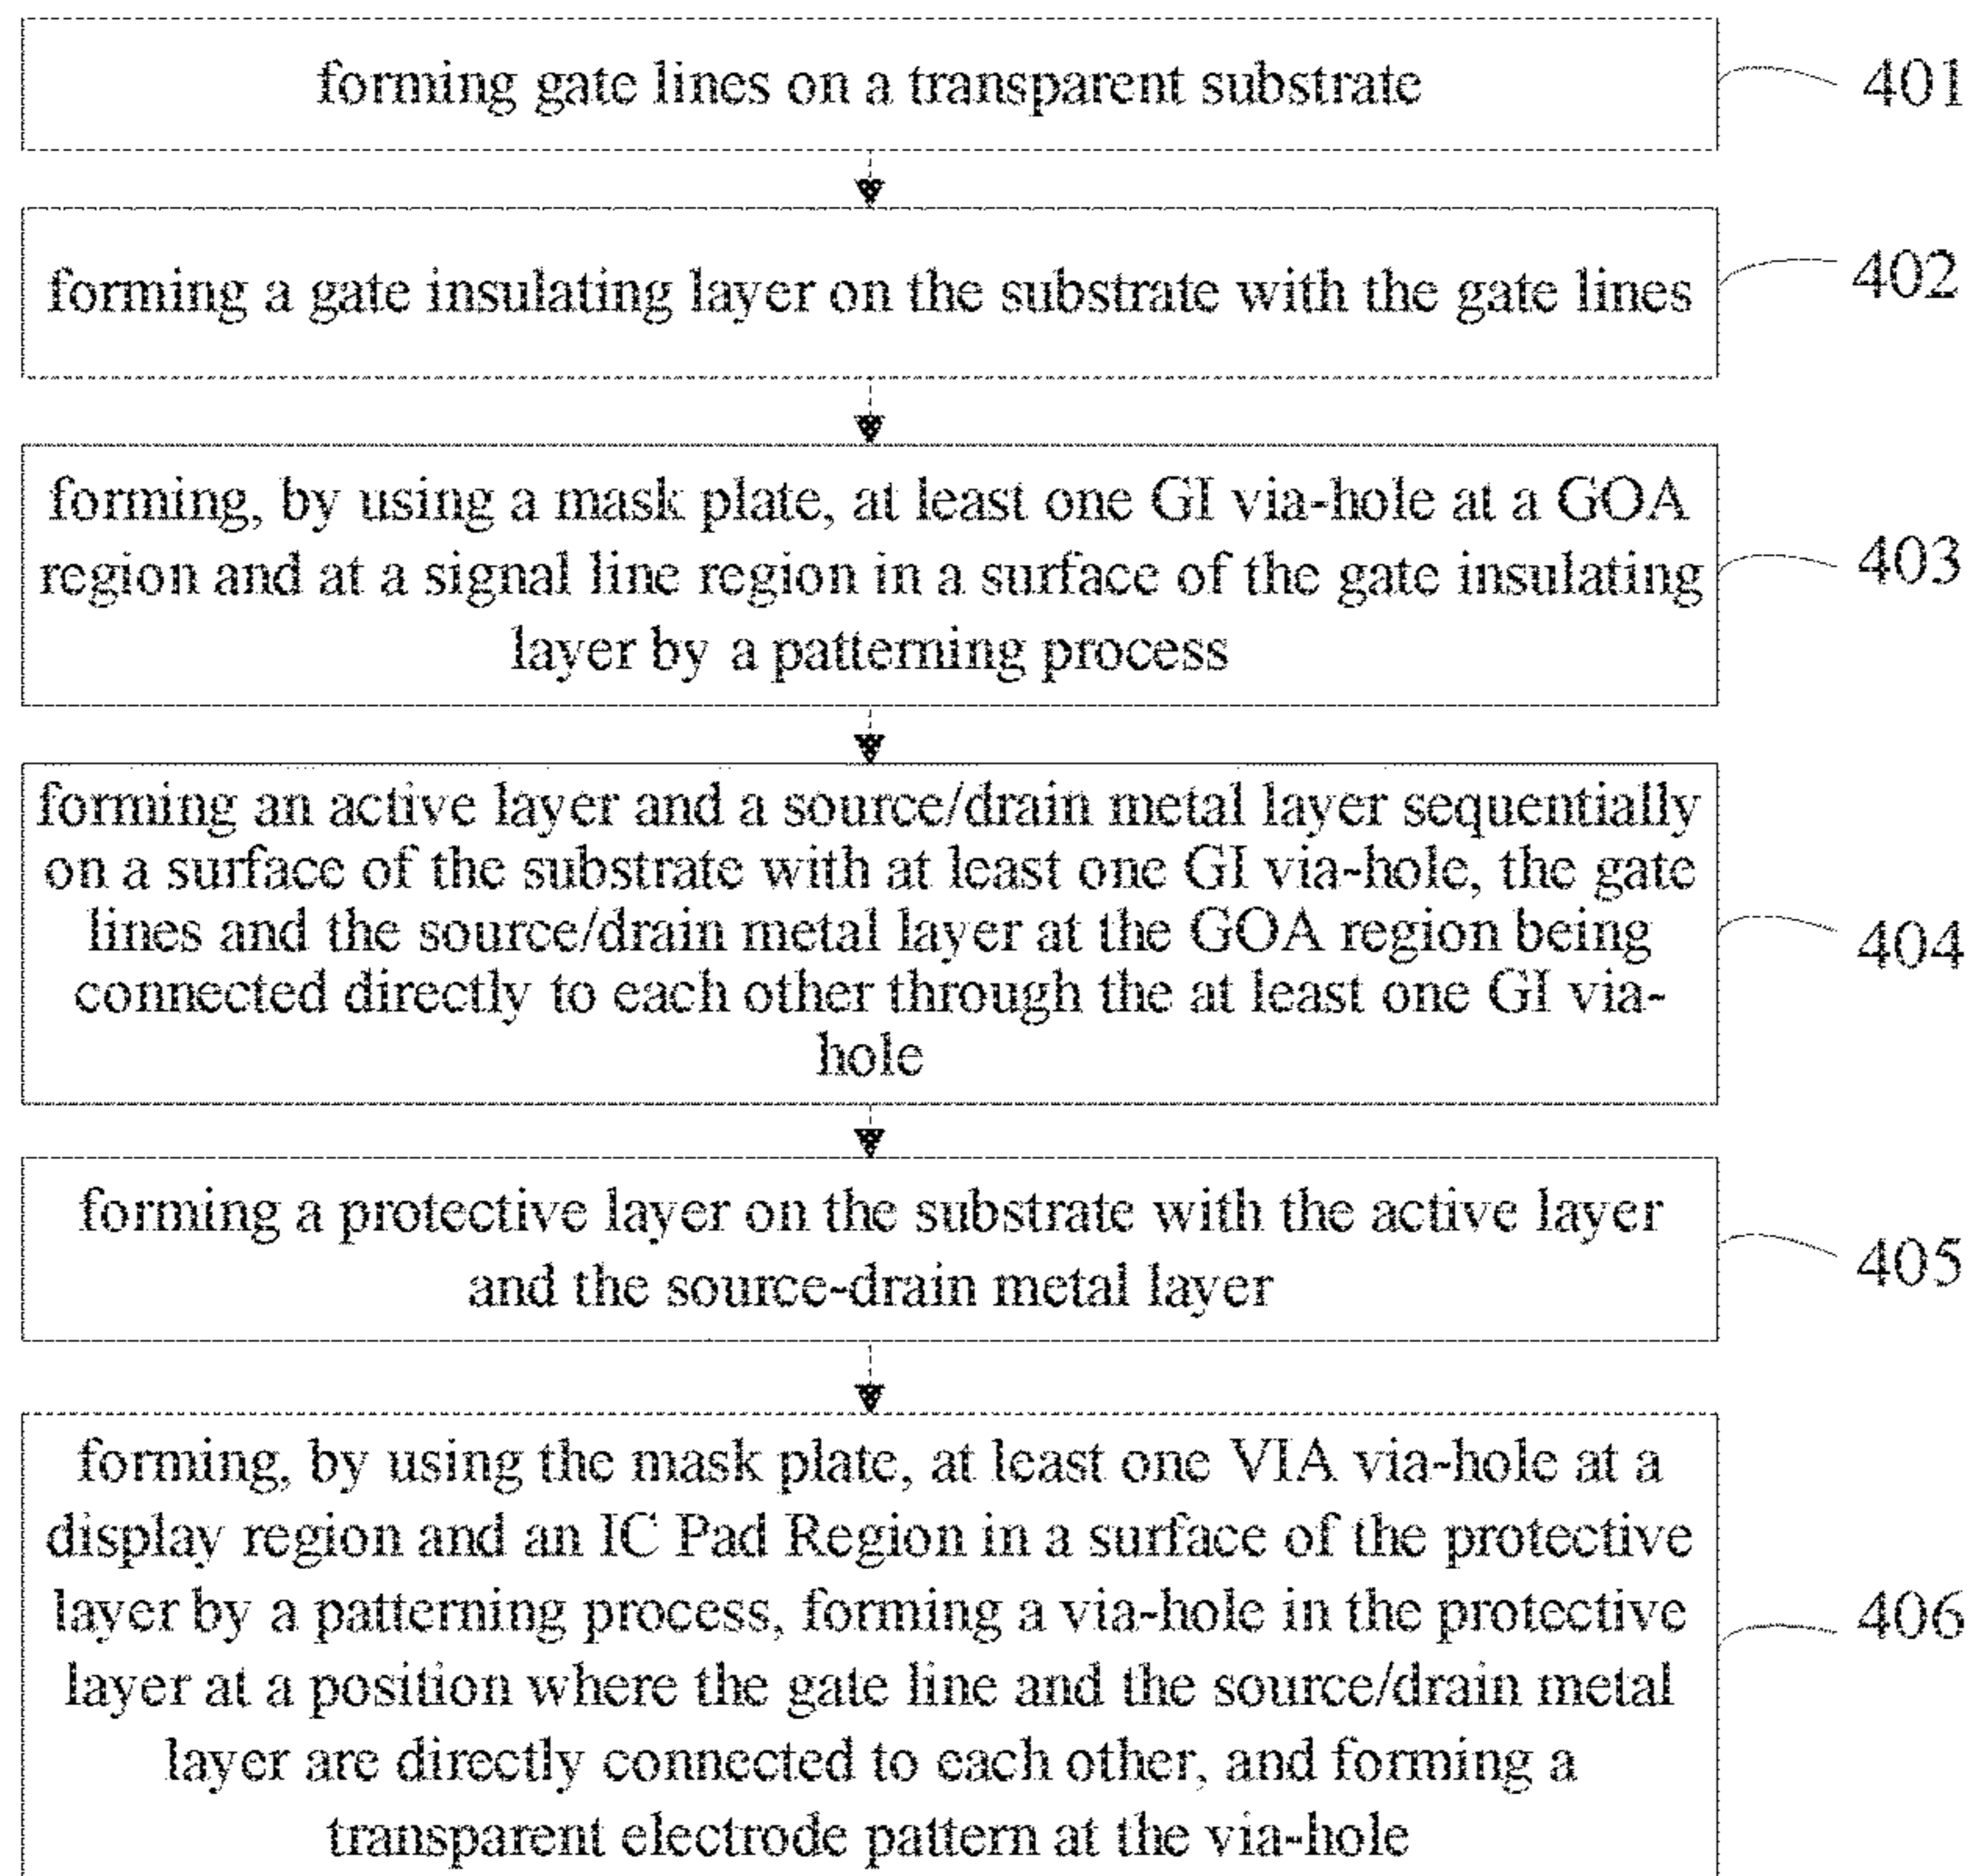 forming gate lines on a transparent substrate
401
forming a gate insulating layer on the substrate with the gate lines
402
forming, by using a mask plate, at least one GI via-hole at a GOA
region and at a signal line region in a surface of the gate insulating
layer by a patterning process
403
forming an active layer and a source/drain metal layer sequentially
on a surface of the substrate with at least one GI via-hole, the gate
lines and the source/drain metal layer at the GOA region being
connected directly to each other through the at least one GI via-
hole
404
forming a protective layer on the substrate with the active layer
and the source-drain metal layer
405
forming, by using the mask plate, at least one VIA via-hole at a
display region and an IC Pad Region in a surface of the protective
layer by a patterning process, forming a via-hole in the protective
layer at a position where the gate line and the source/drain metal
layer are directly connected to each other, and forming a
transparent electrode pattern at the via-hole
406